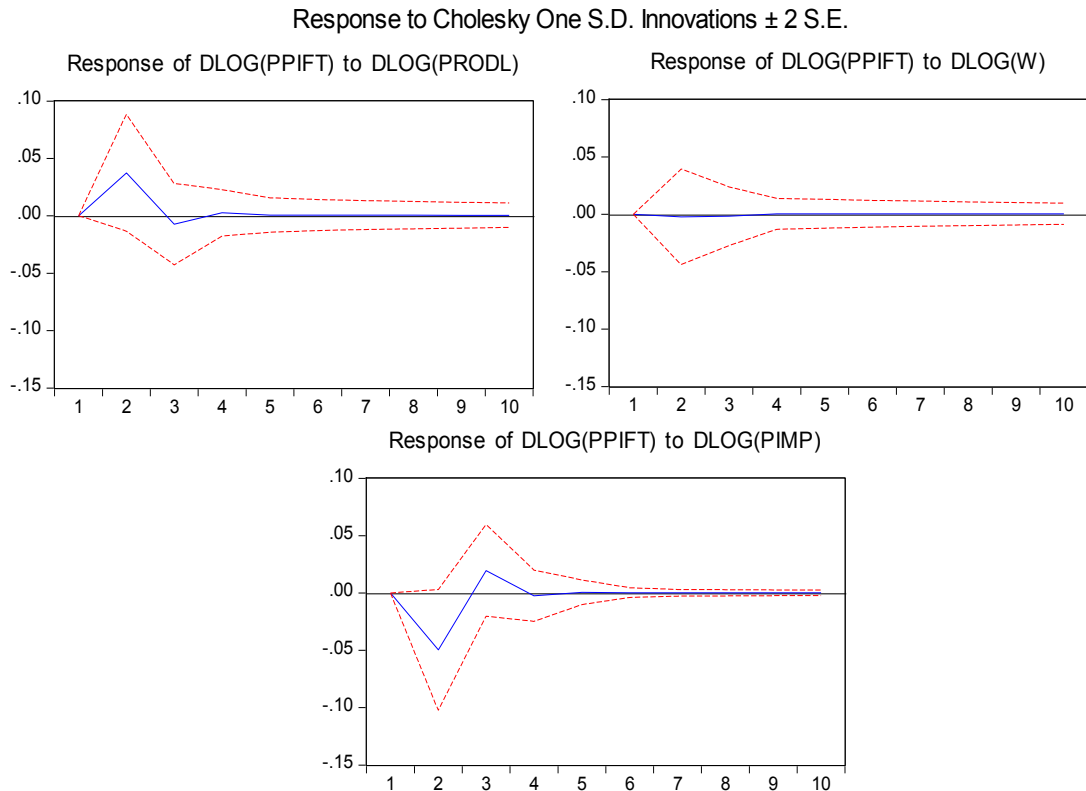 Response to Cholesky One S.D. Innovations ± 2 S.E.
Response of DLOG(PPIFT) to DLOG(PRODL)
.10
.05
.00
-.05
-.10
-.15
1 2 3 4 5 6 7 8 9 10
Response of DLOG(PPIFT) to DLOG(W)
.10
.05
.00
-.05
-.10
-.15
1 2 3 4 5 6 7 8 9 10
Response of DLOG(PPIFT) to DLOG(PIMP)
.10
.05
.00
-.05
-.10
-.15
1 2 3 4 5 6 7 8 9 10